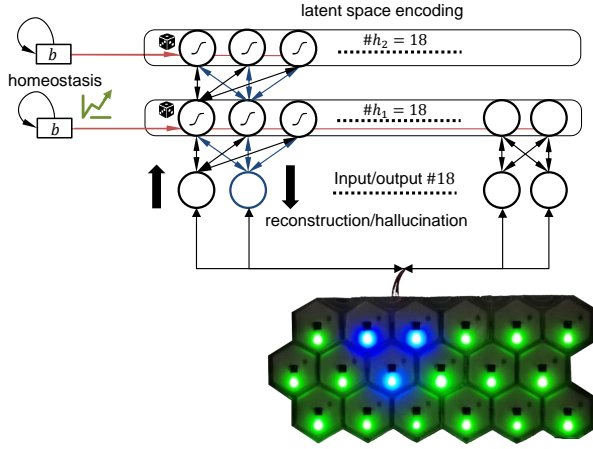 latent space encoding
b
#h₂ = 18
homeostasis
b
#h₁ = 18
Input/output #18
reconstruction/hallucination